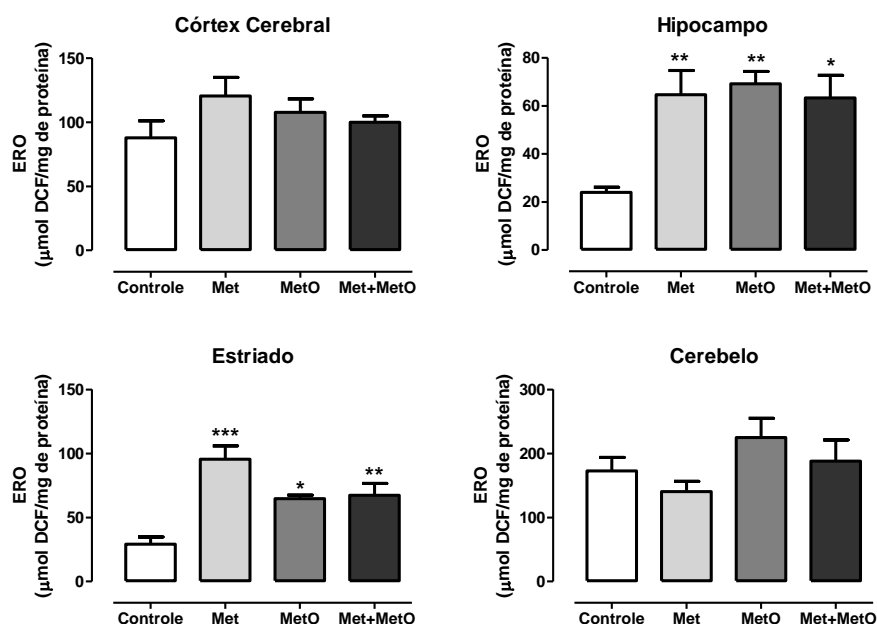 Córtex Cerebral
150
100
50
0
ERO
(µmol DCF/mg de proteína)
Controle Met MetO Met+MetO
Hipocampo
80
60
40
20
0
ERO
(µmol DCF/mg de proteína)
** ** *
Controle Met MetO Met+MetO
Estriado
150
100
50
0
ERO
(µmol DCF/mg de proteína)
*** * **
Controle Met MetO Met+MetO
Cerebelo
300
200
100
0
ERO
(µmol DCF/mg de proteína)
Controle Met MetO Met+MetO